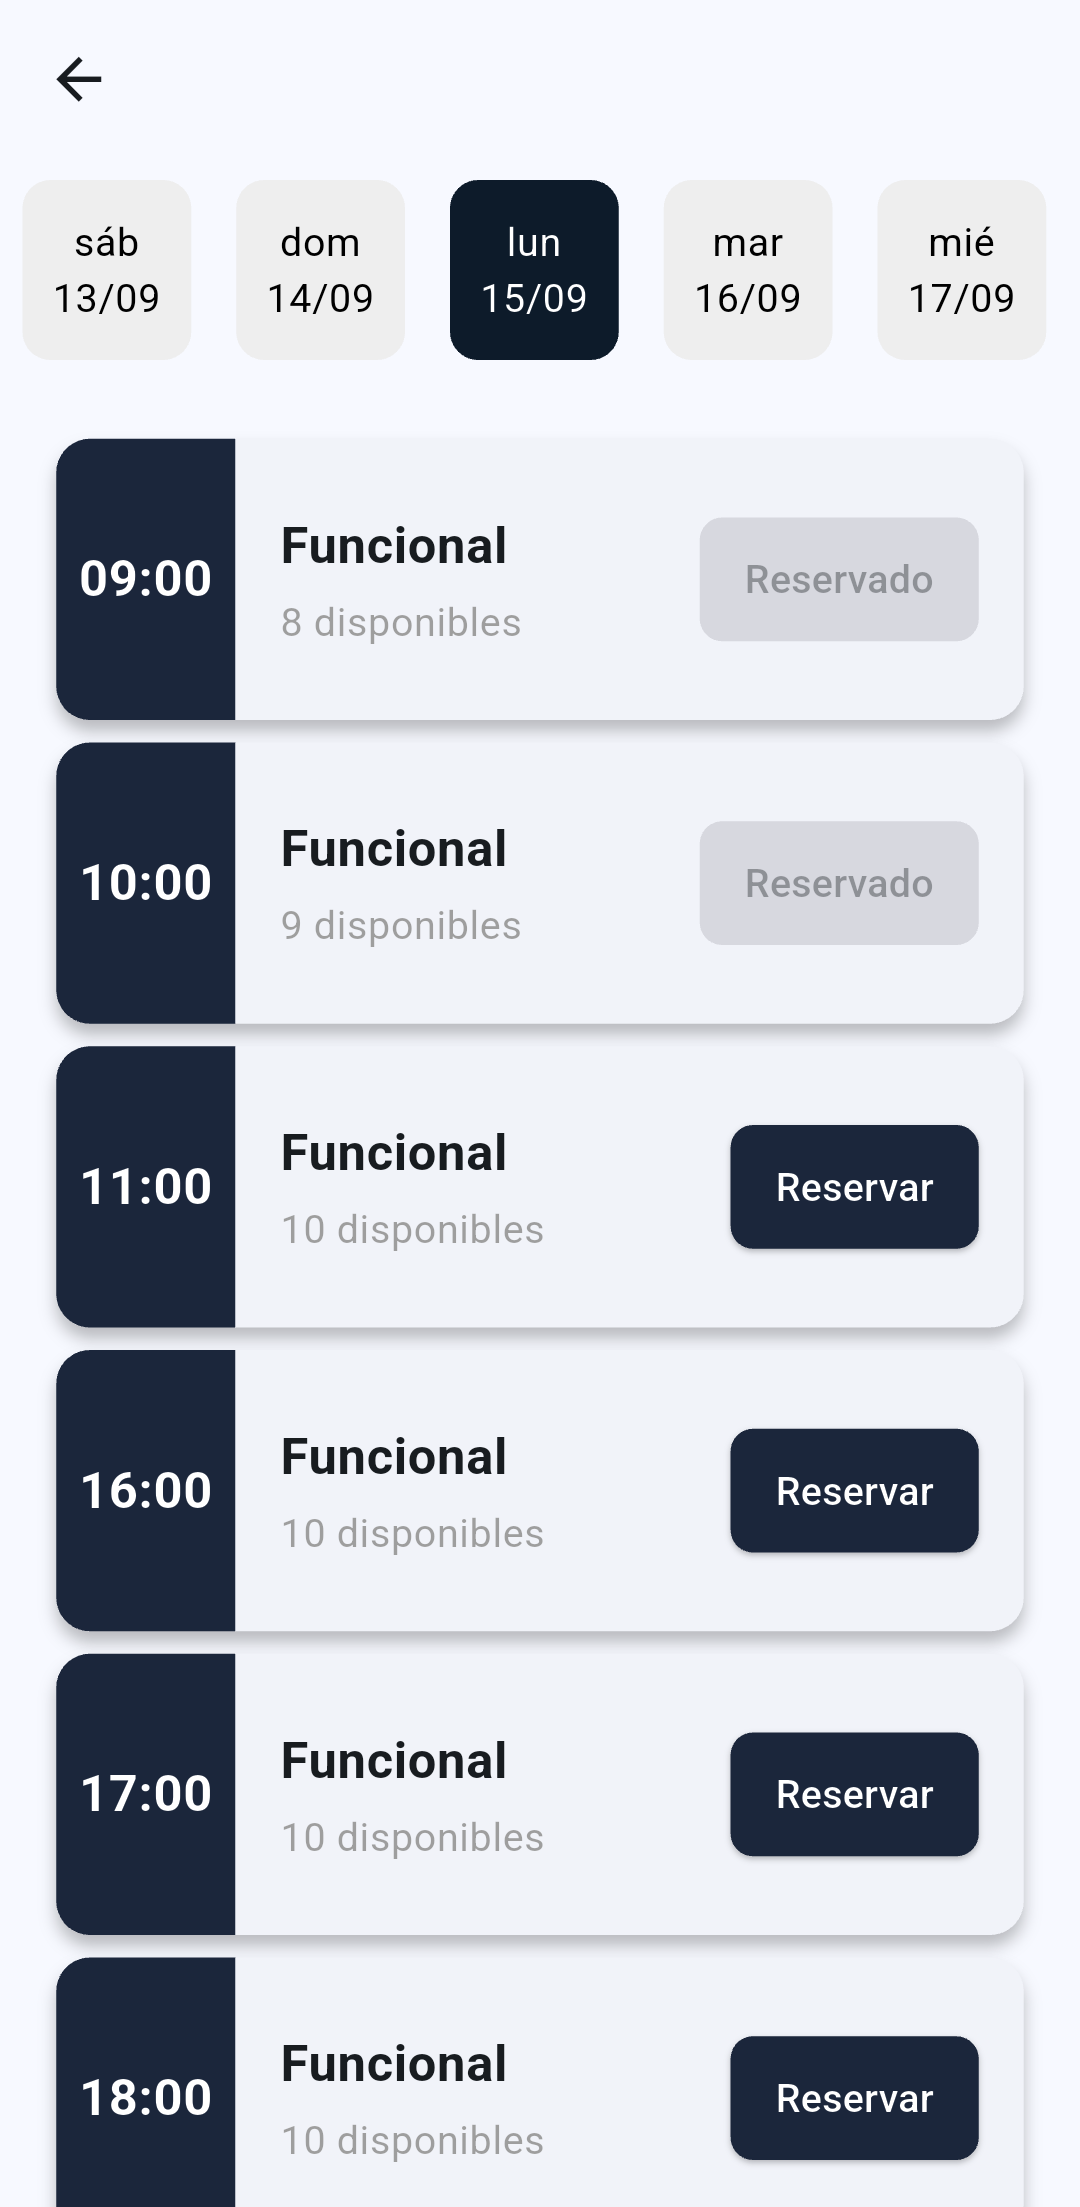 sáb
13/09
dom
14/09
lun
15/09
mar
16/09
mié
17/09
09:00
Funcional
8 disponibles
Reservado
10:00
Funcional
9 disponibles
Reservado
11:00
Funcional
10 disponibles
Reservar
16:00
Funcional
10 disponibles
Reservar
17:00
Funcional
10 disponibles
Reservar
18:00
Funcional
10 disponibles
Reservar